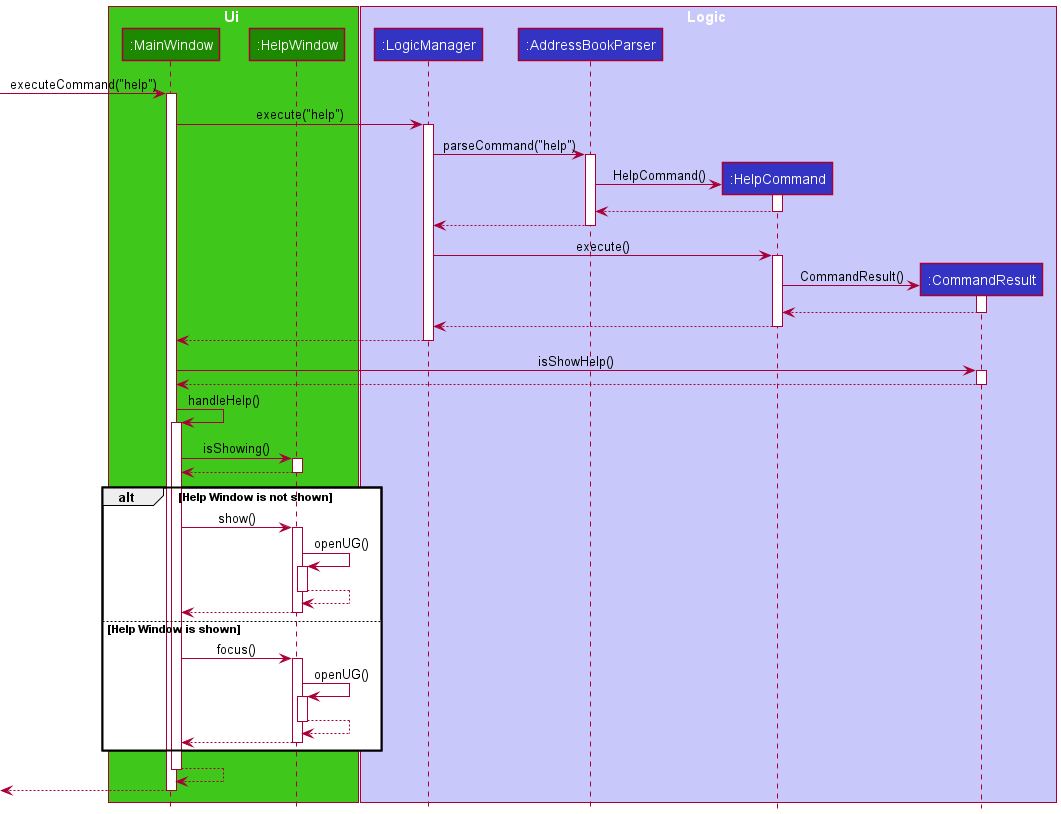 Ui
Logic
:MainWindow
:HelpWindow
:LogicManager
:AddressBookParser
executeCommand("help")
execute("help")
parseCommand("help")
HelpCommand()
:HelpCommand
execute()
CommandResult()
:CommandResult
isShowHelp()
handleHelp()
isShowing()
alt
[Help Window is not shown]
show()
openUG()
[Help Window is shown]
focus()
openUG()